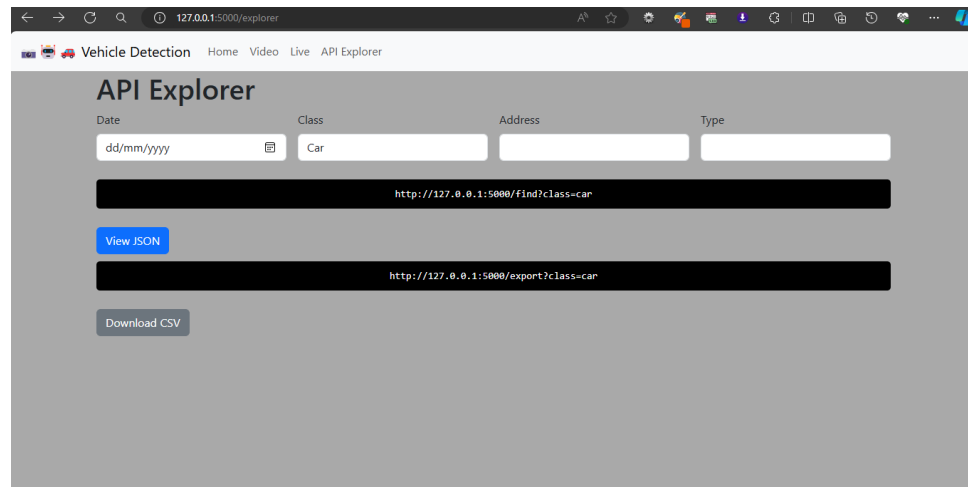 127.0.0.1:5000/explorer
Vehicle Detection Home Video Live API Explorer
API Explorer
Date Class Address Type
dd/mm/yyyy Car
http://127.0.0.1:5000/find?class=car
View JSON
http://127.0.0.1:5000/export?class=car
Download CSV